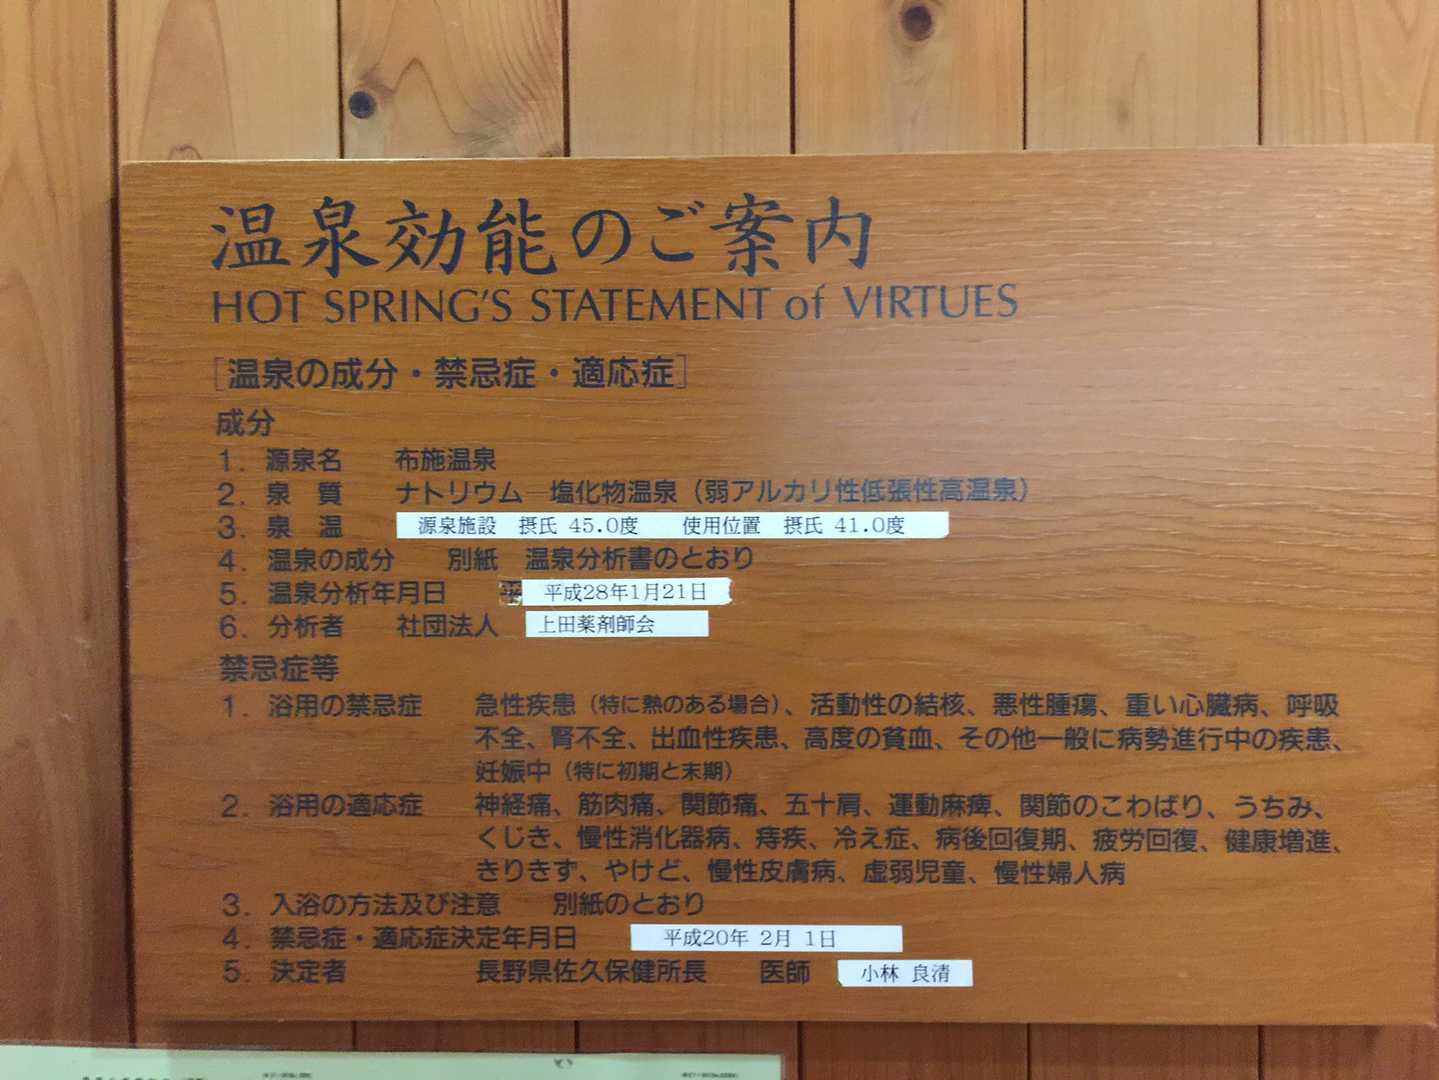 温泉効能のご案内
HOT SPRING'S STATEMENT of VIRTUES
［温泉の成分・禁忌症・適応症］
成分
1．源泉名　布施温泉
2．泉　質　ナトリウム―塩化物温泉（弱アルカリ性低張性高温泉）
3．泉　温　源泉施設　摂氏 45.0度　使用位置　摂氏 41.0度
4．温泉の成分　別紙　温泉分析書のとおり
5．温泉分析年月日　平成28年1月21日
6．分析者　社団法人　上田薬剤師会
禁忌症等
1．浴用の禁忌症　急性疾患（特に熱のある場合）、活動性の結核、悪性腫瘍、重い心臓病、呼吸
不全、腎不全、出血性疾患、高度の貧血、その他一般に病勢進行中の疾患、
妊娠中（特に初期と末期）
2．浴用の適応症　神経痛、筋肉痛、関節痛、五十肩、運動麻痺、関節のこわばり、うちみ、
くじき、慢性消化器病、痔疾、冷え症、病後回復期、疲労回復、健康増進、
きりきず、やけど、慢性皮膚病、虚弱児童、慢性婦人病
3．入浴の方法及び注意　別紙のとおり
4．禁忌症・適応症決定年月日　平成20年 2月 1日
5．決定者　長野県佐久保健所長　医師　小林 良清